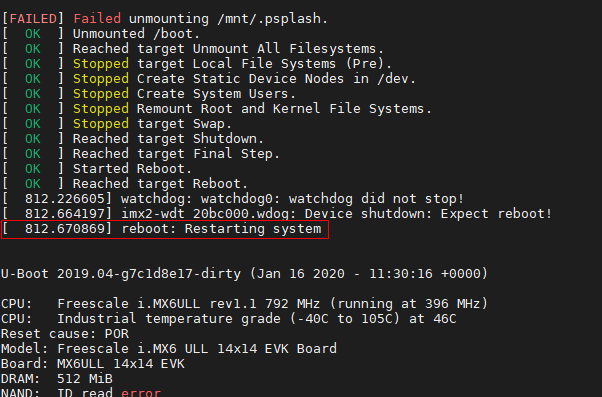 [FAILED] Failed unmounting /mnt/.psplash.
[  OK  ] Unmounted /boot.
[  OK  ] Reached target Unmount All Filesystems.
[  OK  ] Stopped target Local File Systems (Pre).
[  OK  ] Stopped Create Static Device Nodes in /dev.
[  OK  ] Stopped Create System Users.
[  OK  ] Stopped Remount Root and Kernel File Systems.
[  OK  ] Stopped target Swap.
[  OK  ] Reached target Shutdown.
[  OK  ] Reached target Final Step.
[  OK  ] Started Reboot.
[  OK  ] Reached target Reboot.
[  812.226605] watchdog: watchdog0: watchdog did not stop!
[  812.664197] imx2-wdt 20bc000.wdog: Device shutdown: Expect reboot!
[  812.670869] reboot: Restarting system
U-Boot 2019.04-g7c1d8e17-dirty (Jan 16 2020 - 11:30:16 +0000)
CPU:   Freescale i.MX6ULL rev1.1 792 MHz (running at 396 MHz)
CPU:   Industrial temperature grade (-40C to 105C) at 46C
Reset cause: POR
Model: Freescale i.MX6 ULL 14x14 EVK Board
Board: MX6ULL 14x14 EVK
DRAM:  512 MiB
NAND:  ID read error